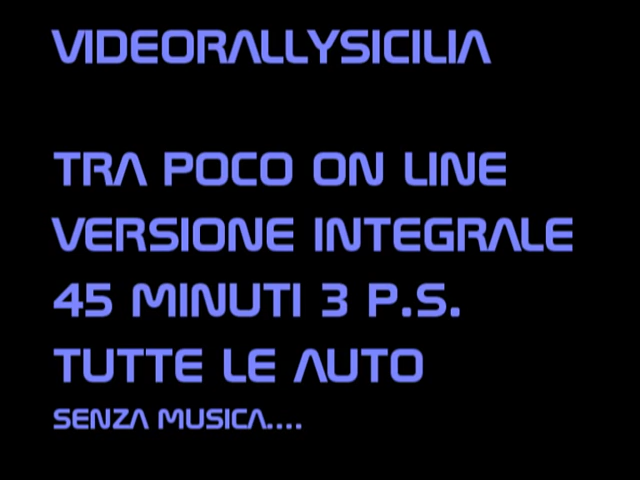 VIDEORALLYSICILIA
TRA POCO ON LINE
VERSIONE INTEGRALE
45 MINUTI 3 P.S.
TUTTE LE AUTO
SENZA MUSICA....